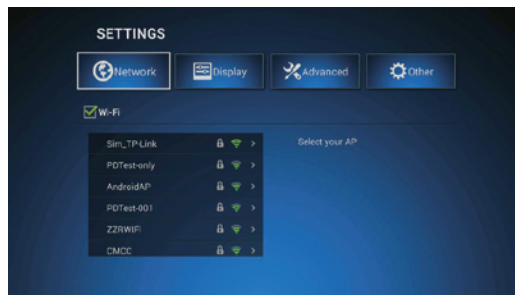 SETTINGS
Network Display Advanced Other
Wi-Fi
Sim_TP-Link Select your AP
PDTest-only
AndroidAP
PDTest-001
ZZRWIFI
CMCC